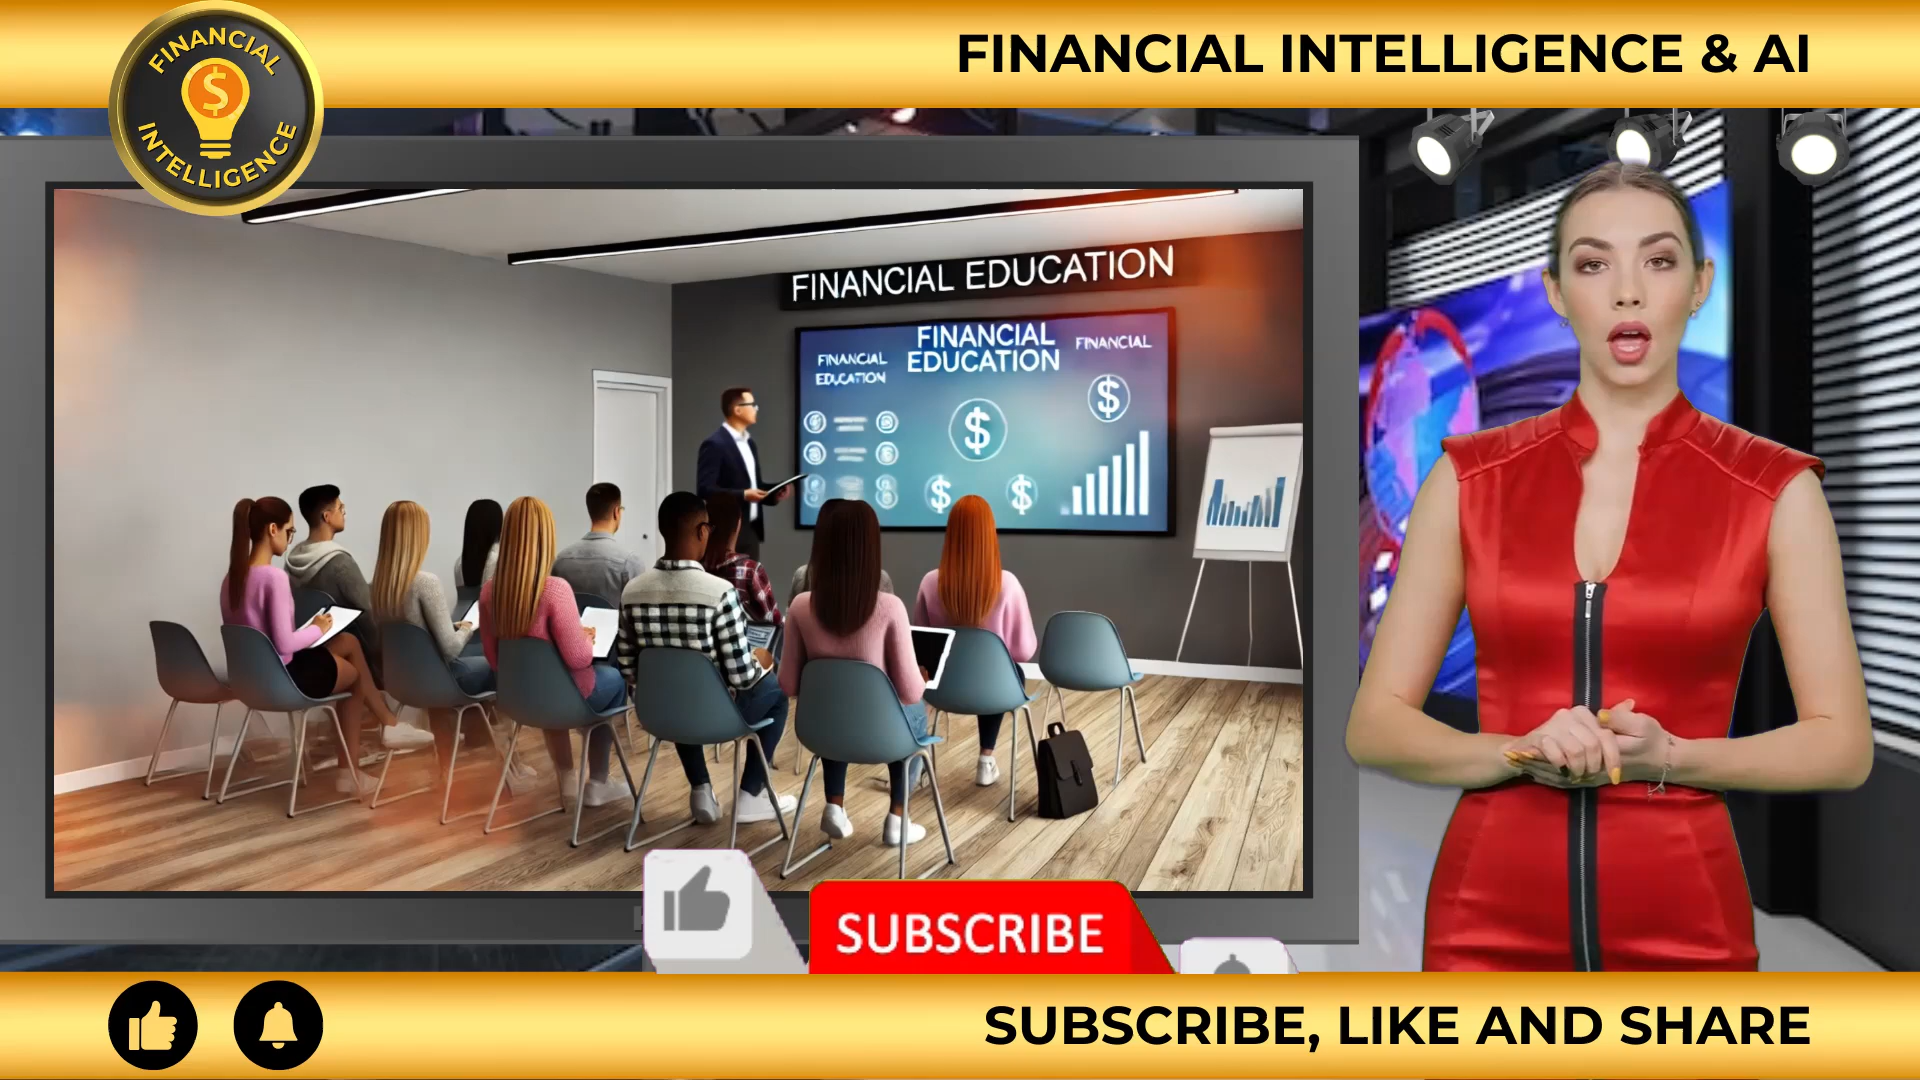 FINANCIAL
INTELLIGENCE
FINANCIAL INTELLIGENCE & AI
FINANCIAL EDUCATION
FINANCIAL
EDUCATION
FINANCIAL
EDUCATION
FINANCIAL
SUBSCRIBE
SUBSCRIBE, LIKE AND SHARE